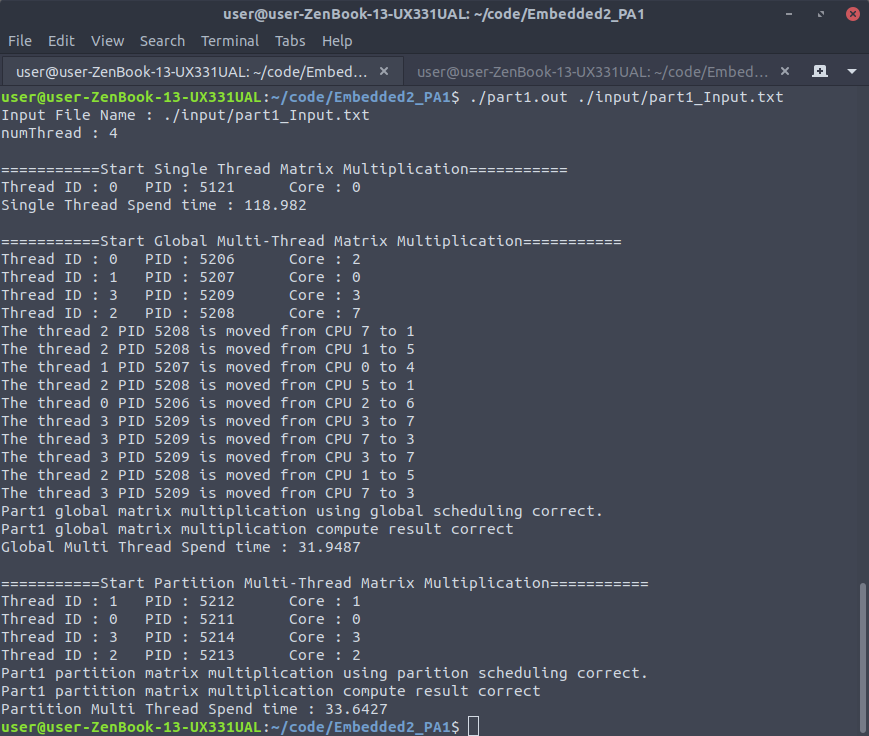 user@user-ZenBook-13-UX331UAL: ~/code/Embedded2_PA1
File Edit View Search Terminal Tabs Help
user@user-ZenBook-13-UX331UAL: ~/code/Embed... user@user-ZenBook-13-UX331UAL: ~/code/Embed...
user@user-ZenBook-13-UX331UAL:~/code/Embedded2_PA1$ ./part1.out ./input/part1_Input.txt
Input File Name : ./input/part1_Input.txt
numThread : 4
===========Start Single Thread Matrix Multiplication===========
Thread ID : 0   PID : 5121      Core : 0
Single Thread Spend time : 118.982
===========Start Global Multi-Thread Matrix Multiplication===========
Thread ID : 0   PID : 5206      Core : 2
Thread ID : 1   PID : 5207      Core : 0
Thread ID : 3   PID : 5209      Core : 3
Thread ID : 2   PID : 5208      Core : 7
The thread 2 PID 5208 is moved from CPU 7 to 1
The thread 2 PID 5208 is moved from CPU 1 to 5
The thread 1 PID 5207 is moved from CPU 0 to 4
The thread 2 PID 5208 is moved from CPU 5 to 1
The thread 0 PID 5206 is moved from CPU 2 to 6
The thread 3 PID 5209 is moved from CPU 3 to 7
The thread 3 PID 5209 is moved from CPU 7 to 3
The thread 3 PID 5209 is moved from CPU 3 to 7
The thread 2 PID 5208 is moved from CPU 1 to 5
The thread 3 PID 5209 is moved from CPU 7 to 3
Part1 global matrix multiplication using global scheduling correct.
Part1 global matrix multiplication compute result correct
Global Multi Thread Spend time : 31.9487
===========Start Partition Multi-Thread Matrix Multiplication===========
Thread ID : 1   PID : 5212      Core : 1
Thread ID : 0   PID : 5211      Core : 0
Thread ID : 3   PID : 5214      Core : 3
Thread ID : 2   PID : 5213      Core : 2
Part1 partition matrix multiplication using parition scheduling correct.
Part1 partition matrix multiplication compute result correct
Partition Multi Thread Spend time : 33.6427
user@user-ZenBook-13-UX331UAL:~/code/Embedded2_PA1$